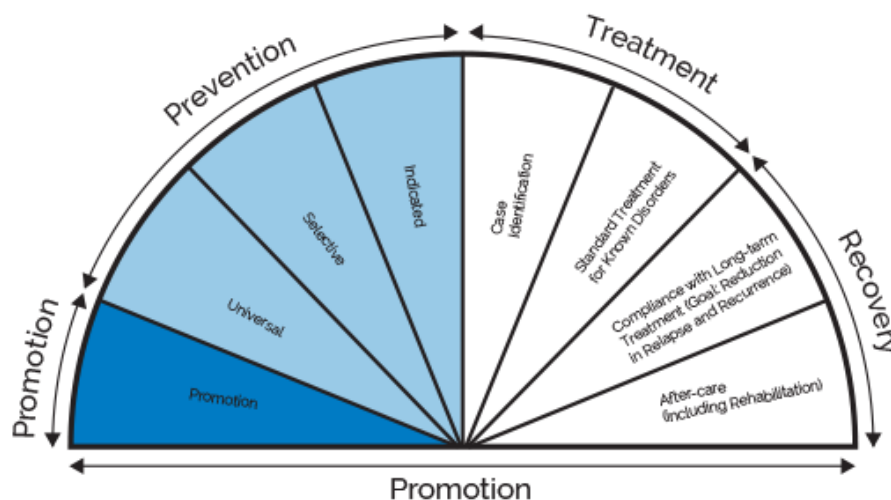 Prevention
Treatment
Promotion
Recovery
Promotion
Universal
Selective
Indicated
Case
Identification
Standard Treatment
for Known Disorders
Compliance with Long-term
Treatment (Goal: Reduction
in Relapse and Recurrence)
After-care
(Including Rehabilitation)
Promotion